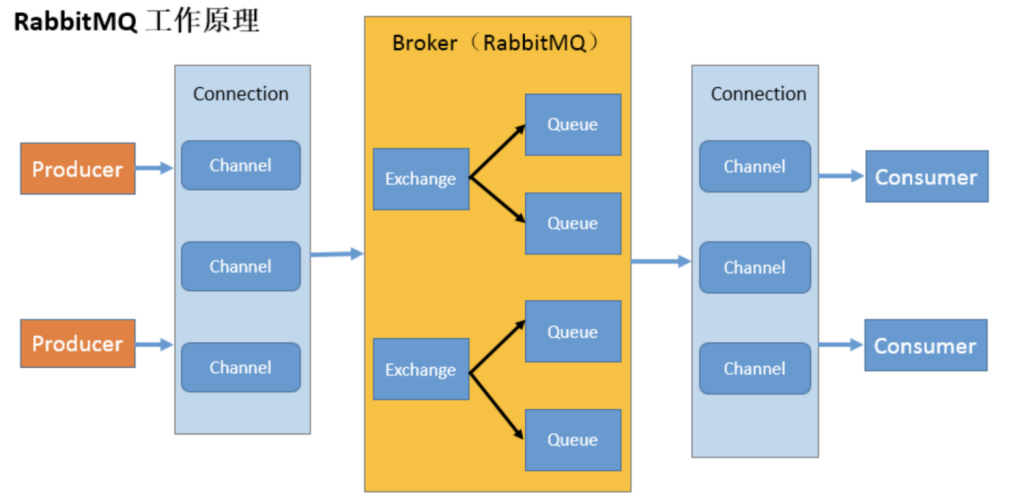 RabbitMQ 工作原理
Producer
Producer
Connection
Channel
Channel
Channel
Broker（RabbitMQ）
Exchange
Queue
Queue
Exchange
Queue
Queue
Connection
Channel
Channel
Channel
Consumer
Consumer